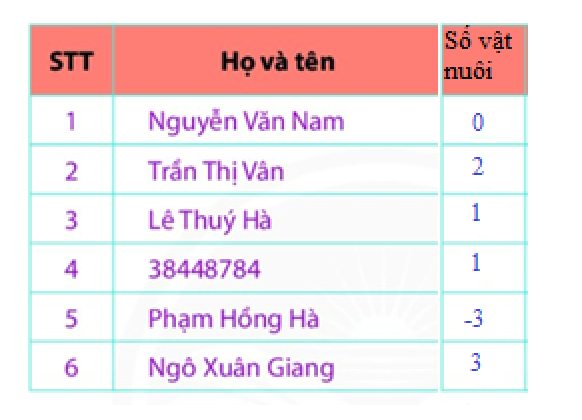 STT Họ và tên Số vật nuôi
1 Nguyễn Văn Nam 0
2 Trần Thị Vân 2
3 Lê Thuý Hà 1
4 38448784 1
5 Phạm Hồng Hà -3
6 Ngô Xuân Giang 3